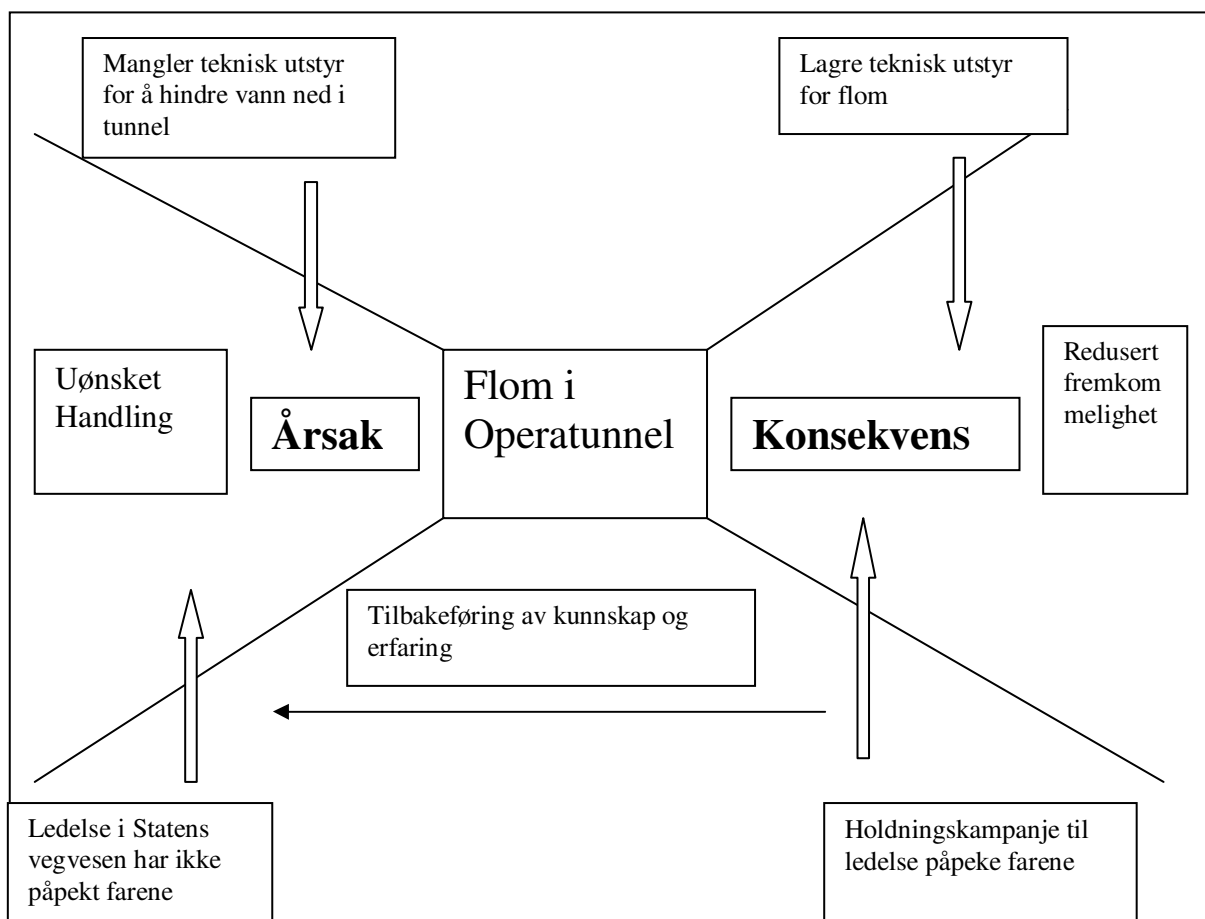 Mangler teknisk utstyr
for å hindre vann ned i
tunnel
Lagre teknisk utstyr
for flom
Uønsket
Handling
Årsak
Flom i
Operatunnel
Konsekvens
Redusert
fremkom
melighet
Tilbakeføring av kunnskap og
erfaring
Ledelse i Statens
vegvesen har ikke
påpekt farene
Holdningskampanje til
ledelse påpeke farene